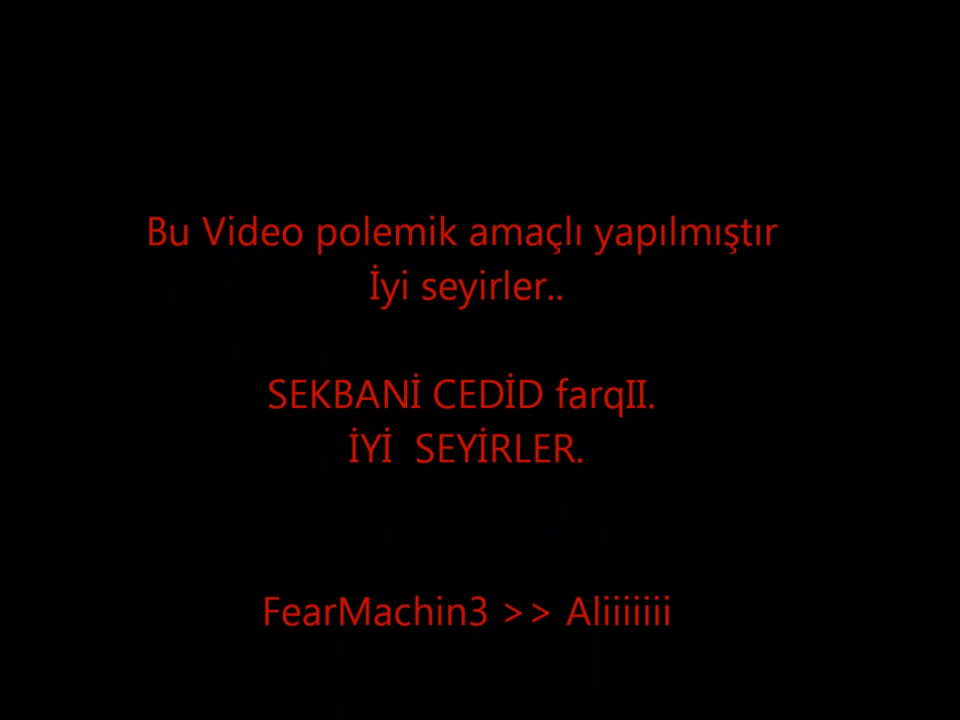 Bu Video polemik amaçlı yapılmıştır
İyi seyirler..
SEKBANİ CEDİD farqII.
İYİ SEYİRLER.
FearMachin3 >> Aliiiiiii